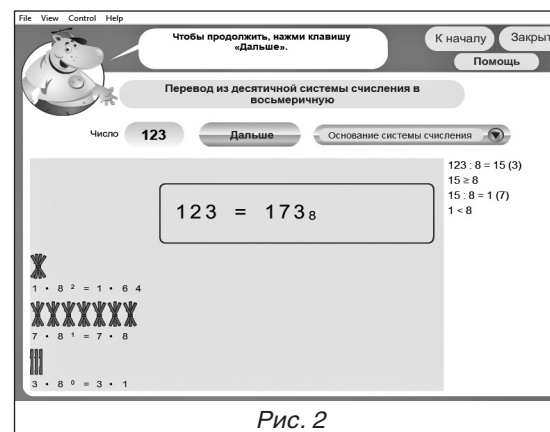 File View Control Help
Чтобы продолжить, нажми клавишу
«Дальше».
К началу
Закрыт
Помощь
Перевод из десятичной системы счисления в
восьмеричную
Число 123 Дальше Основание системы счисления
123 : 8 = 15 (3)
15 ≥ 8
15 : 8 = 1 (7)
1 < 8
123 = 173₈
1 • 8² = 1 • 64
7 • 8¹ = 7 • 8
3 • 8⁰ = 3 • 1
Рис. 2